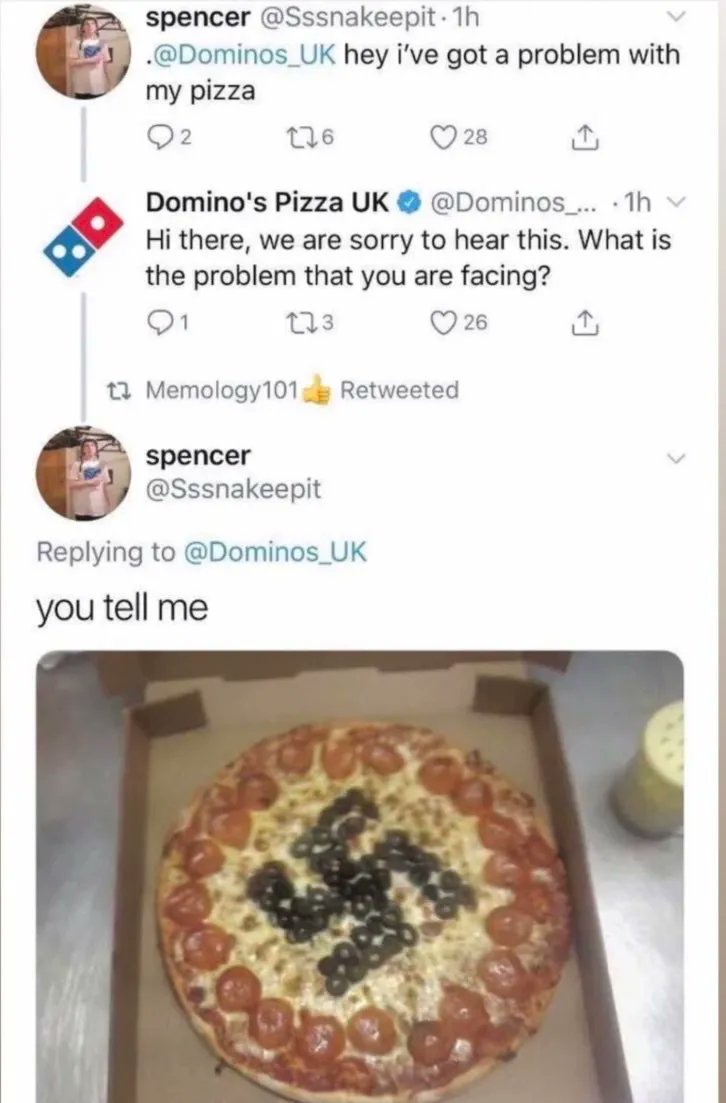 spencer @Sssnakeepit · 1h
.@Dominos_UK hey i've got a problem with
my pizza
2 6 28
Domino's Pizza UK @Dominos_... · 1h
Hi there, we are sorry to hear this. What is
the problem that you are facing?
1 3 26
Memology101👍 Retweeted
spencer
@Sssnakeepit
Replying to @Dominos_UK
you tell me